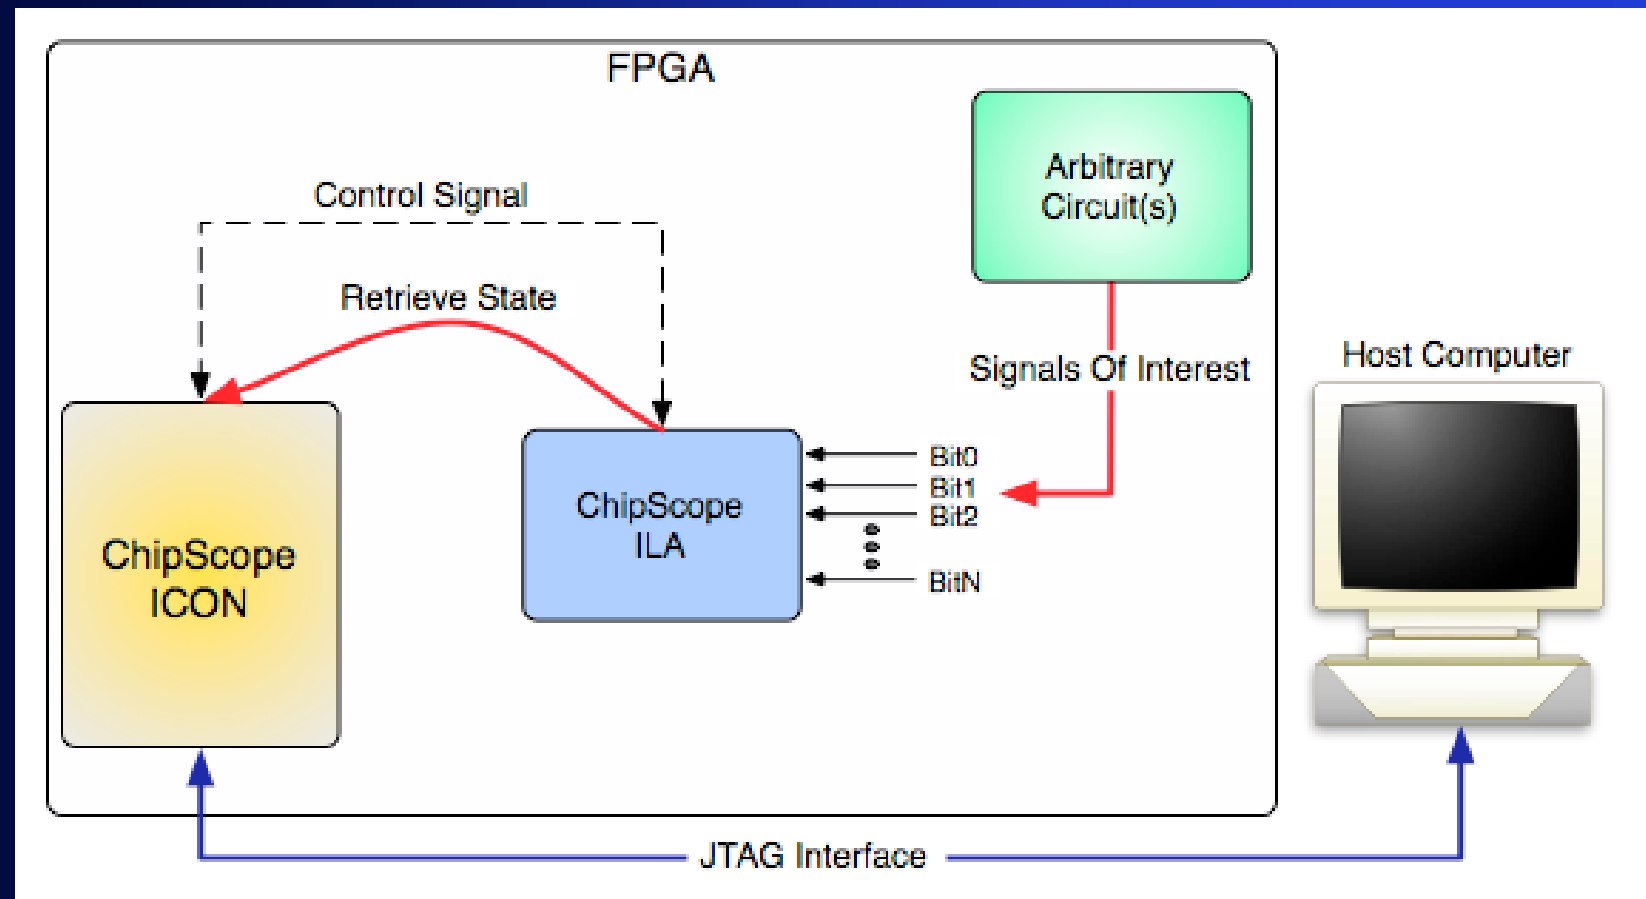 FPGA
Arbitrary
Circuit(s)
Control Signal
Retrieve State
Signals Of Interest
Host Computer
Bit0
Bit1
Bit2
BitN
ChipScope
ILA
ChipScope
ICON
JTAG Interface